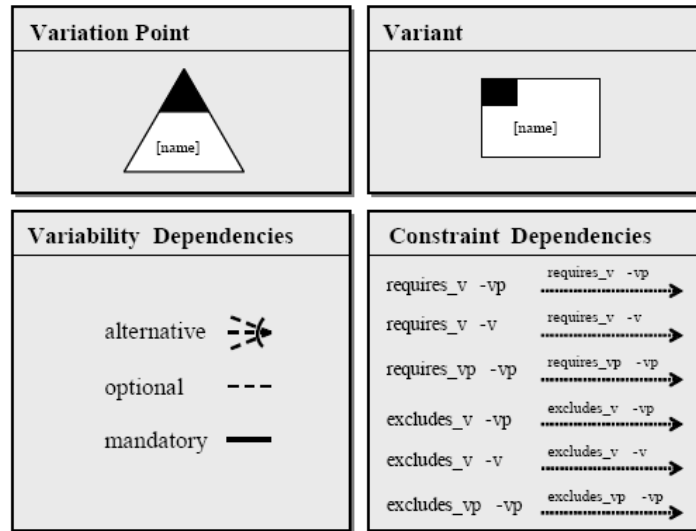 Variation Point
[name]
Variant
[name]
Variability Dependencies
alternative
optional
mandatory
Constraint Dependencies
requires_v -vp requires_v -vp
requires_v -v requires_v -v
requires_vp -vp requires_vp -vp
excludes_v -vp excludes_v -vp
excludes_v -v excludes_v -v
excludes_vp -vp excludes_vp -vp